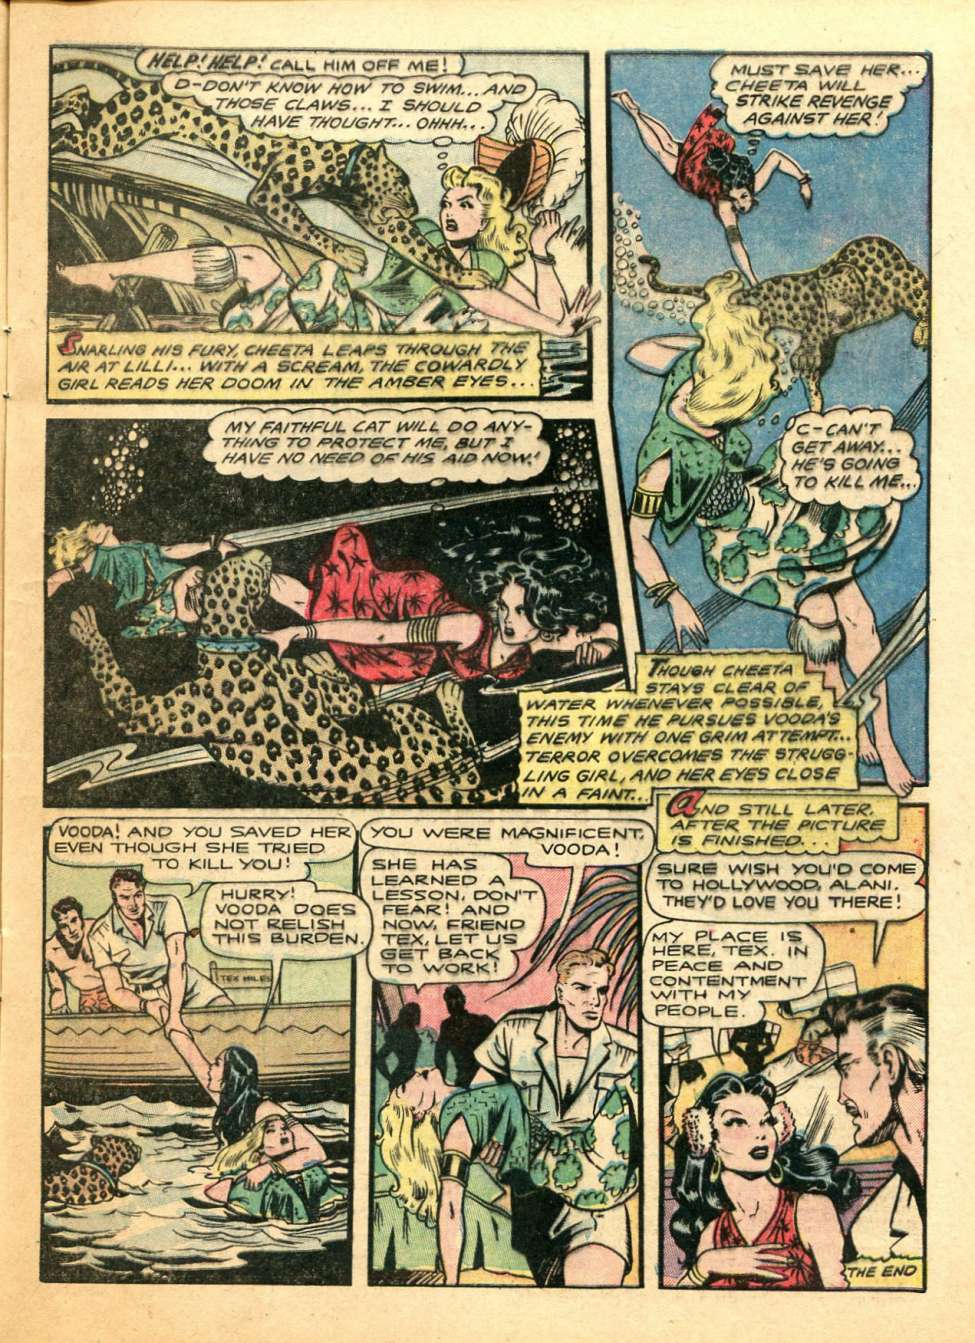 HELP! HELP! CALL HIM OFF ME!
D-DON'T KNOW HOW TO SWIM...AND
THOSE CLAWS... I SHOULD
HAVE THOUGHT... OHHH...
SNARLING HIS FURY, CHEETA LEAPS THROUGH THE
AIR AT LILLI... WITH A SCREAM, THE COWARDLY
GIRL READS HER DOOM IN THE AMBER EYES...
MUST SAVE HER...
CHEETA WILL
STRIKE REVENGE
AGAINST HER!
C-CAN'T
GET AWAY...
HE'S GOING
TO KILL ME...
MY FAITHFUL CAT WILL DO ANY-
THING TO PROTECT ME, BUT I
HAVE NO NEED OF HIS AID NOW!
THOUGH CHEETA
STAYS CLEAR OF
WATER WHENEVER POSSIBLE,
THIS TIME HE PURSUES VOODA'S
ENEMY WITH ONE GRIM ATTEMPT...
TERROR OVERCOMES THE STRUGG-
LING GIRL, AND HER EYES CLOSE
IN A FAINT...
VOODA! AND YOU SAVED HER
EVEN THOUGH SHE TRIED
TO KILL YOU!
HURRY!
VOODA DOES
NOT RELISH
THIS BURDEN.
TEX MILES
YOU WERE MAGNIFICENT,
VOODA!
SHE HAS
LEARNED A
LESSON, DON'T
FEAR! AND
NOW, FRIEND
TEX, LET US
GET BACK
TO WORK!
AND STILL LATER,
AFTER THE PICTURE
IS FINISHED...
SURE WISH YOU'D COME
TO HOLLYWOOD, ALANI.
THEY'D LOVE YOU THERE!
MY PLACE IS
HERE, TEX. IN
PEACE AND
CONTENTMENT
WITH MY
PEOPLE.
THE END